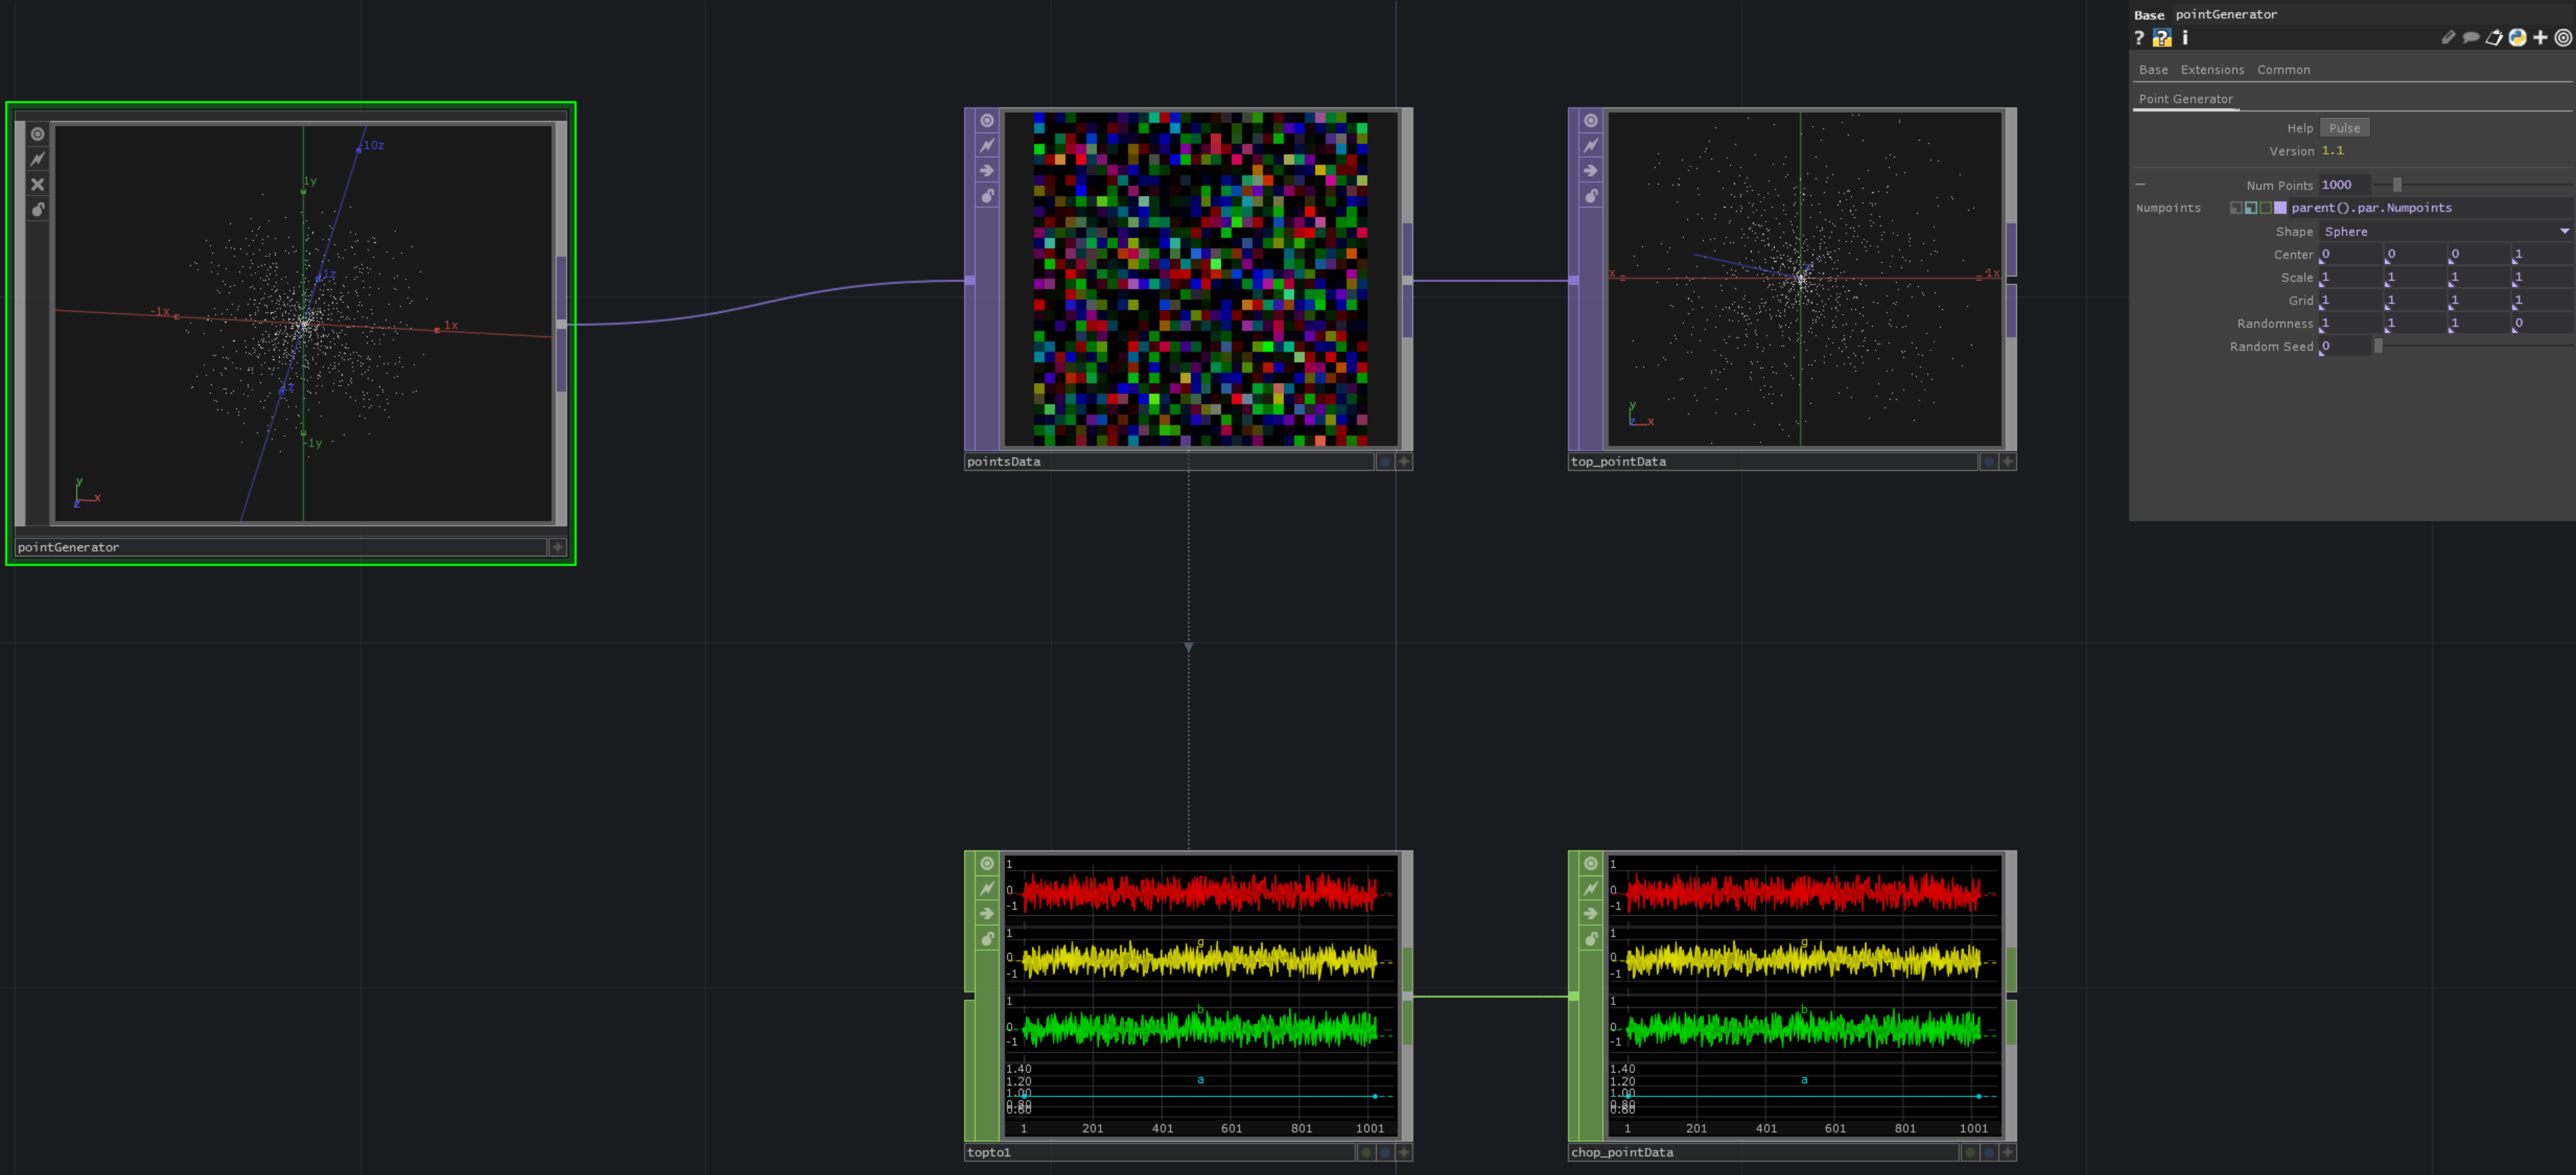 Base pointGenerator
? ? i
Base Extensions Common
Point Generator
Help Pulse
Version 1.1
Num Points 1000
Numpoints parent().par.Numpoints
Shape Sphere
Center 0 0 0 1
Scale 1 1 1 1
Grid 1 1 1 1
Randomness 1 1 1 0
Random Seed 0
-10z
1y
1z
-1x
1x
-1y
y
x
z
pointGenerator
pointsData
x
1x
y
z x
top_pointData
1
0
-1
1
g
0
-1
1
b
0
-1
1.40
1.20
a
1.00
0.80
1 201 401 601 801 1001
topto1
1
0
-1
1
g
0
-1
1
b
0
-1
1.40
1.20
a
1.00
0.80
1 201 401 601 801 1001
chop_pointData